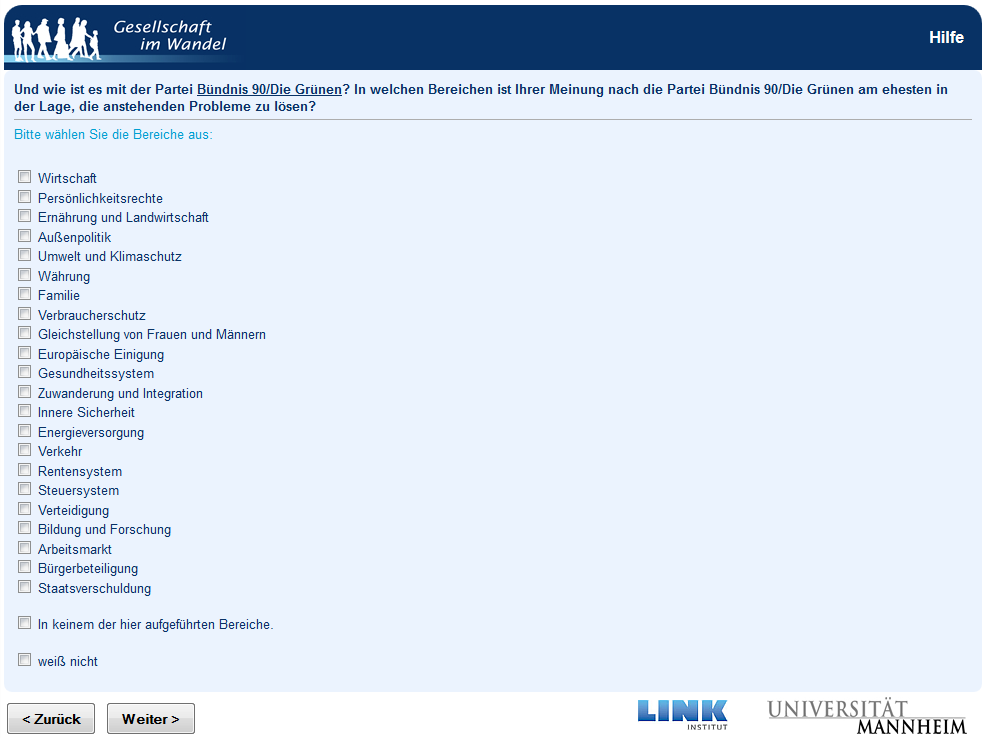 Gesellschaft
im Wandel
Hilfe
Und wie ist es mit der Partei Bündnis 90/Die Grünen? In welchen Bereichen ist Ihrer Meinung nach die Partei Bündnis 90/Die Grünen am ehesten in
der Lage, die anstehenden Probleme zu lösen?
Bitte wählen Sie die Bereiche aus:
Wirtschaft
Persönlichkeitsrechte
Ernährung und Landwirtschaft
Außenpolitik
Umwelt und Klimaschutz
Währung
Familie
Verbraucherschutz
Gleichstellung von Frauen und Männern
Europäische Einigung
Gesundheitssystem
Zuwanderung und Integration
Innere Sicherheit
Energieversorgung
Verkehr
Rentensystem
Steuersystem
Verteidigung
Bildung und Forschung
Arbeitsmarkt
Bürgerbeteiligung
Staatsverschuldung
In keinem der hier aufgeführten Bereiche.
weiß nicht
< Zurück
Weiter >
LINK
INSTITUT
UNIVERSITÄT
MANNHEIM